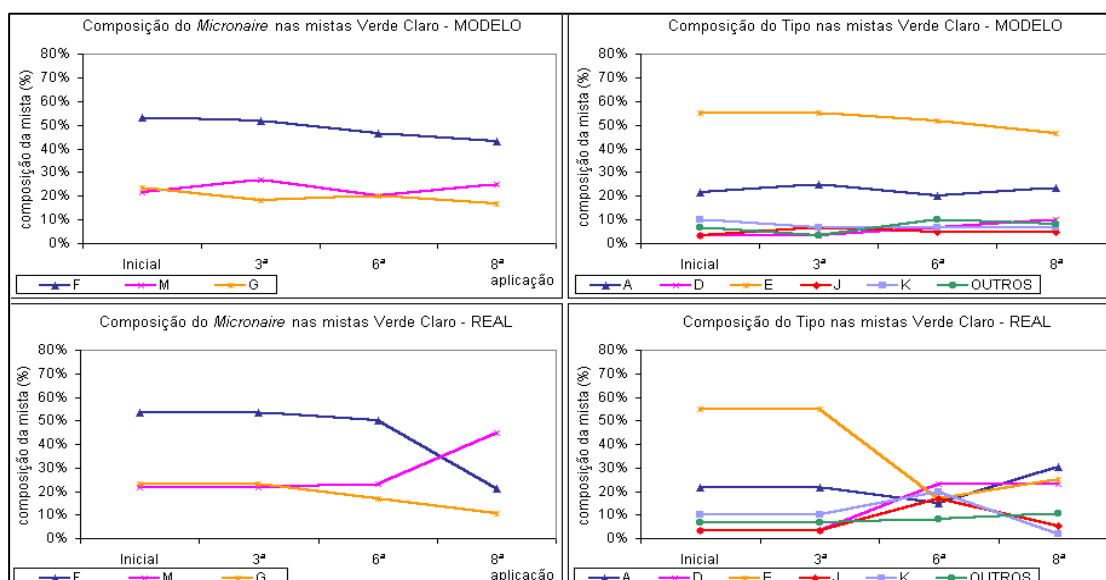 Composição do Micronaire nas mistas Verde Claro - MODELO
composição da mista (%)
80%
70%
60%
50%
40%
30%
20%
10%
0%
Inicial 3ª 6ª 8ª
aplicação
F M G
Composição do Tipo nas mistas Verde Claro - MODELO
composição da mista (%)
80%
70%
60%
50%
40%
30%
20%
10%
0%
Inicial 3ª 6ª 8ª
aplicação
A D E J K OUTROS
Composição do Micronaire nas mistas Verde Claro - REAL
composição da mista (%)
80%
70%
60%
50%
40%
30%
20%
10%
0%
Inicial 3ª 6ª 8ª
aplicação
F M G
Composição do Tipo nas mistas Verde Claro - REAL
composição da mista (%)
80%
70%
60%
50%
40%
30%
20%
10%
0%
Inicial 3ª 6ª 8ª
aplicação
A D E J K OUTROS